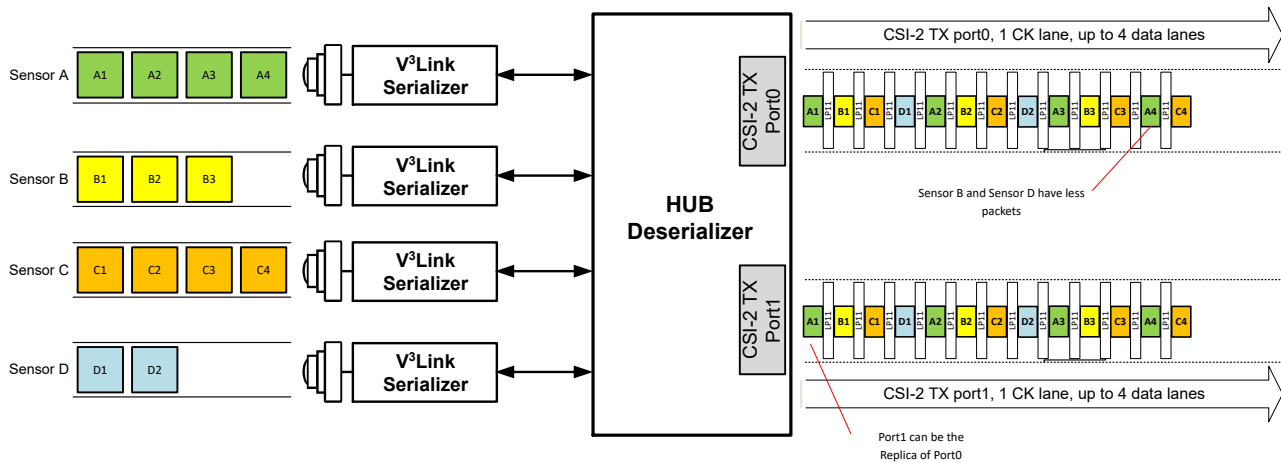 Sensor A
A1 A2 A3 A4
V³Link
Serializer
Sensor B
B1 B2 B3
V³Link
Serializer
Sensor C
C1 C2 C3 C4
V³Link
Serializer
Sensor D
D1 D2
V³Link
Serializer
HUB
Deserializer
CSI-2 TX
Port0
CSI-2 TX
Port1
CSI-2 TX port0, 1 CK lane, up to 4 data lanes
A1 LP11 B1 LP11 C1 LP11 D1 LP11 A2 LP11 B2 LP11 C2 LP11 D2 LP11 A3 LP11 B3 LP11 C3 LP11 A4 LP11 C4
Sensor B and Sensor D have less
packets
A1 LP11 B1 LP11 C1 LP11 D1 LP11 A2 LP11 B2 LP11 C2 LP11 D2 LP11 A3 LP11 B3 LP11 C3 LP11 A4 LP11 C4
CSI-2 TX port1, 1 CK lane, up to 4 data lanes
Port1 can be the
Replica of Port0